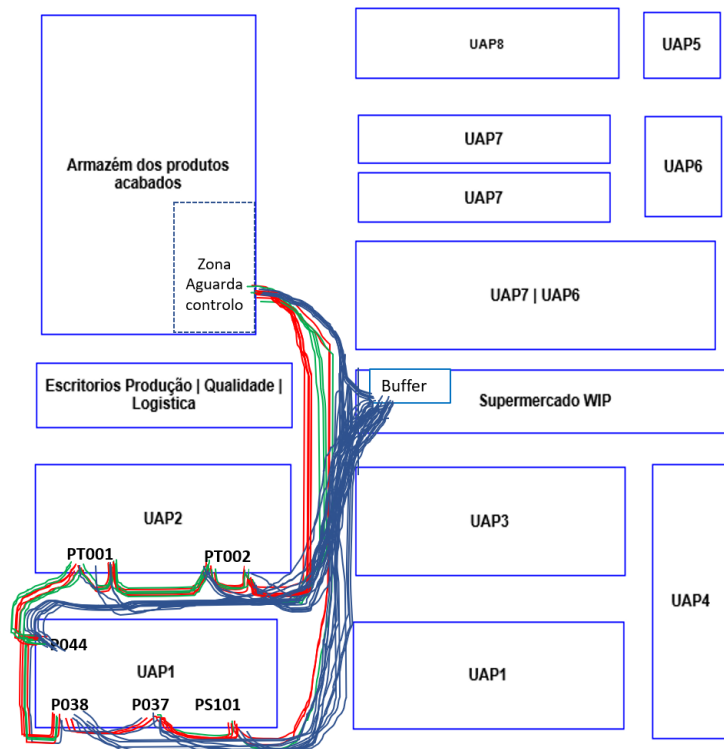 UAP8
UAP5
UAP7
Armazém dos produtos
acabados
UAP6
UAP7
Zona
Aguarda
controlo
UAP7 | UAP6
Escritorios Produção | Qualidade |
Logistica
Buffer
Supermercado WIP
UAP2
UAP3
PT001
PT002
UAP4
P044
UAP1
UAP1
P038
P037
PS101